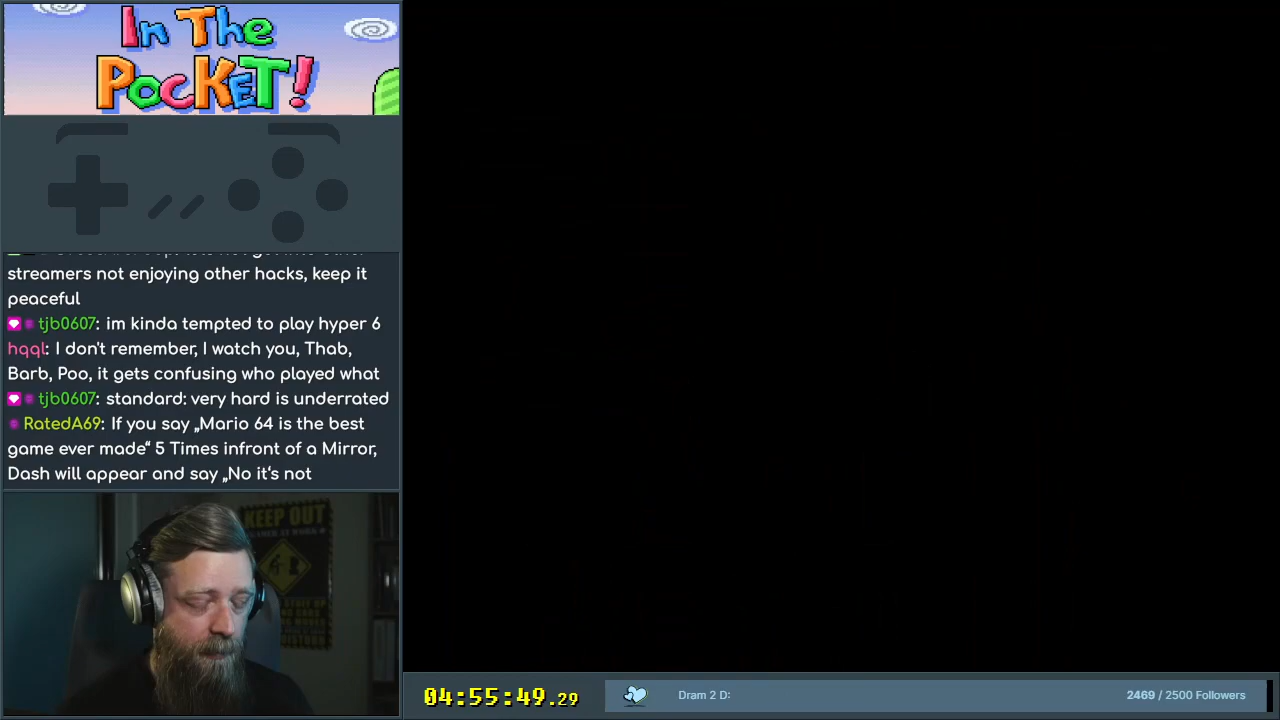 In The
Pocket!
streamers not enjoying other hacks, keep it
peaceful
tjb0607: im kinda tempted to play hyper 6
hqql: I don't remember, I watch you, Thab,
Barb, Poo, it gets confusing who played what
tjb0607: standard: very hard is underrated
RatedA69: If you say „Mario 64 is the best
game ever made“ 5 Times infront of a Mirror,
Dash will appear and say „No it‘s not
KEEP OUT
04:55:49.29
Dram 2 D:
2469 / 2500 Followers